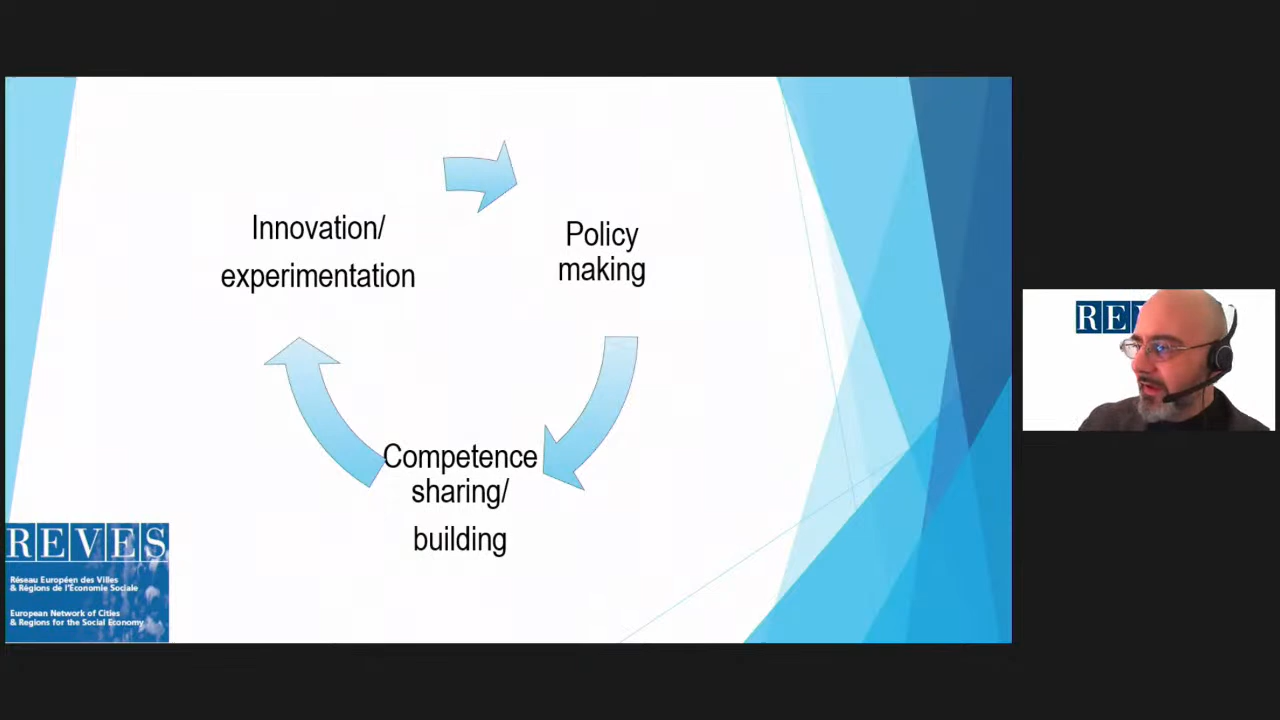 Innovation/
experimentation
Policy
making
Competence
sharing/
building
REVES
Réseau Européen des Villes
& Régions de l'Économie Sociale
European Network of Cities
& Regions for the Social Economy
RE